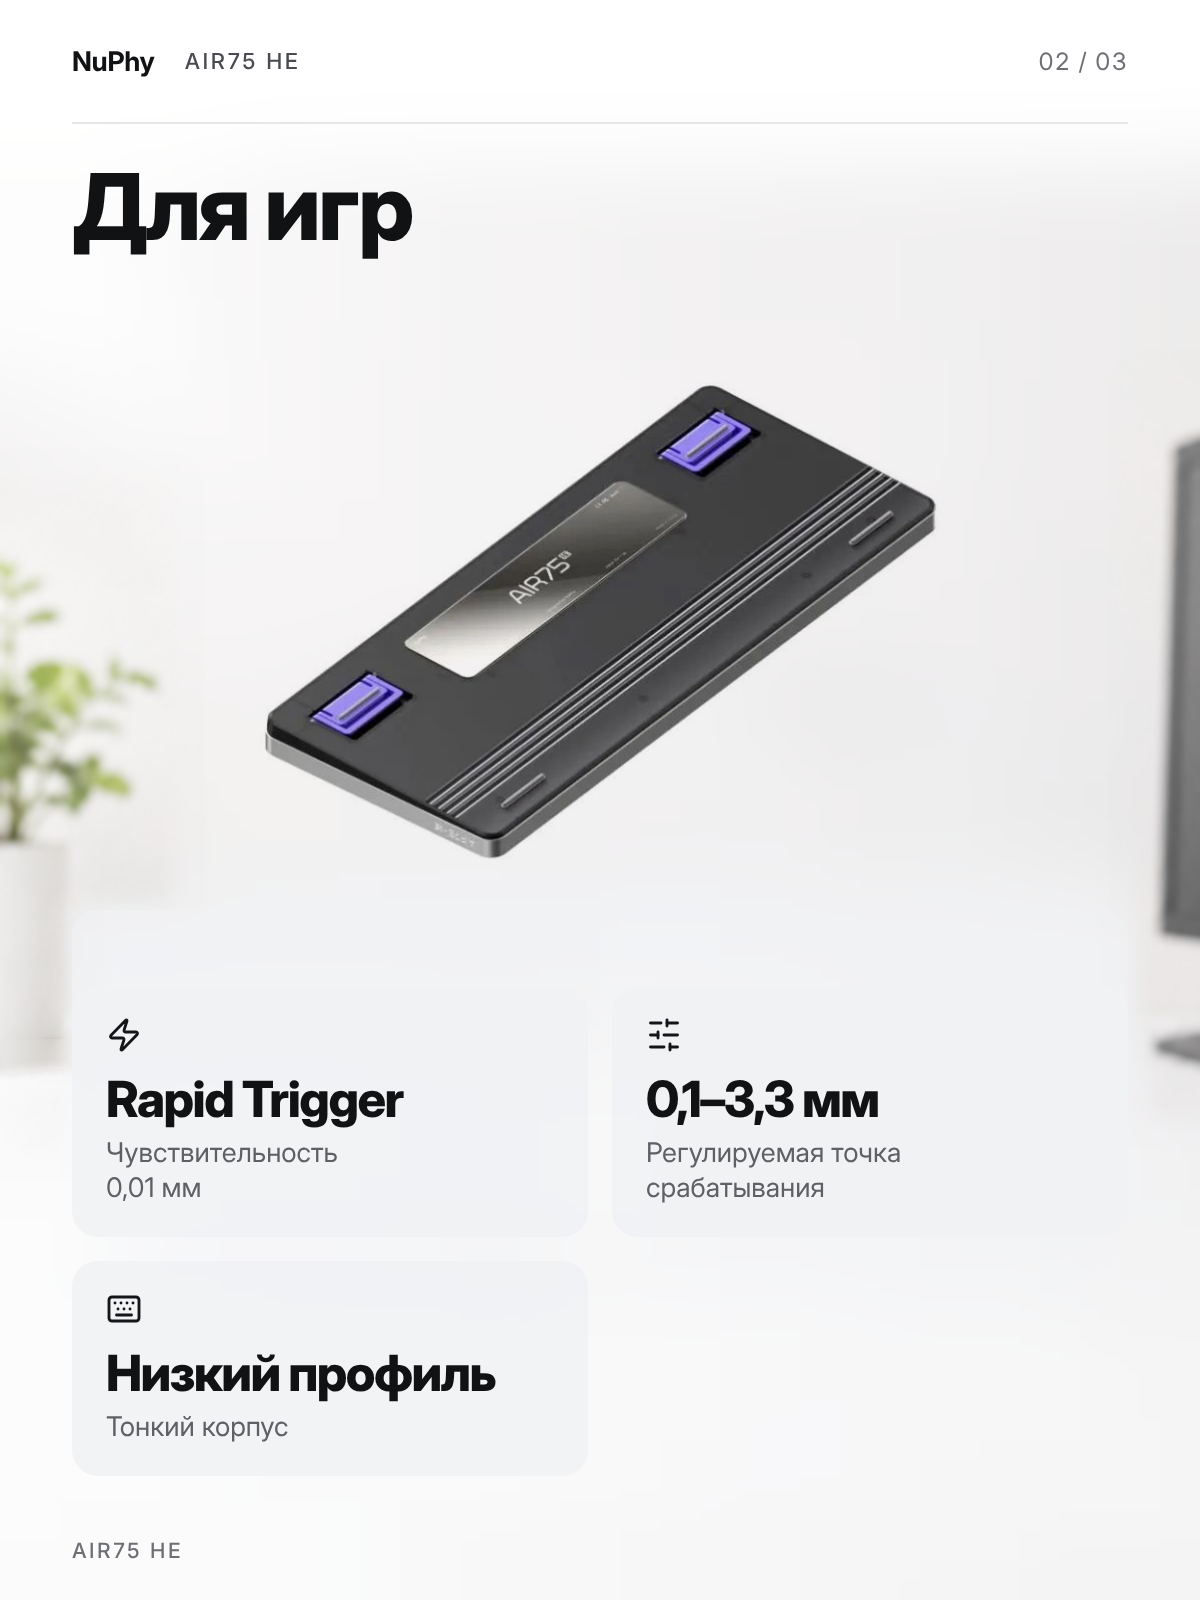 NuPhy AIR75 HE 02 / 03
Для игр
AIR75
Rapid Trigger
Чувствительность
0,01 мм
0,1–3,3 мм
Регулируемая точка
срабатывания
Низкий профиль
Тонкий корпус
AIR75 HE